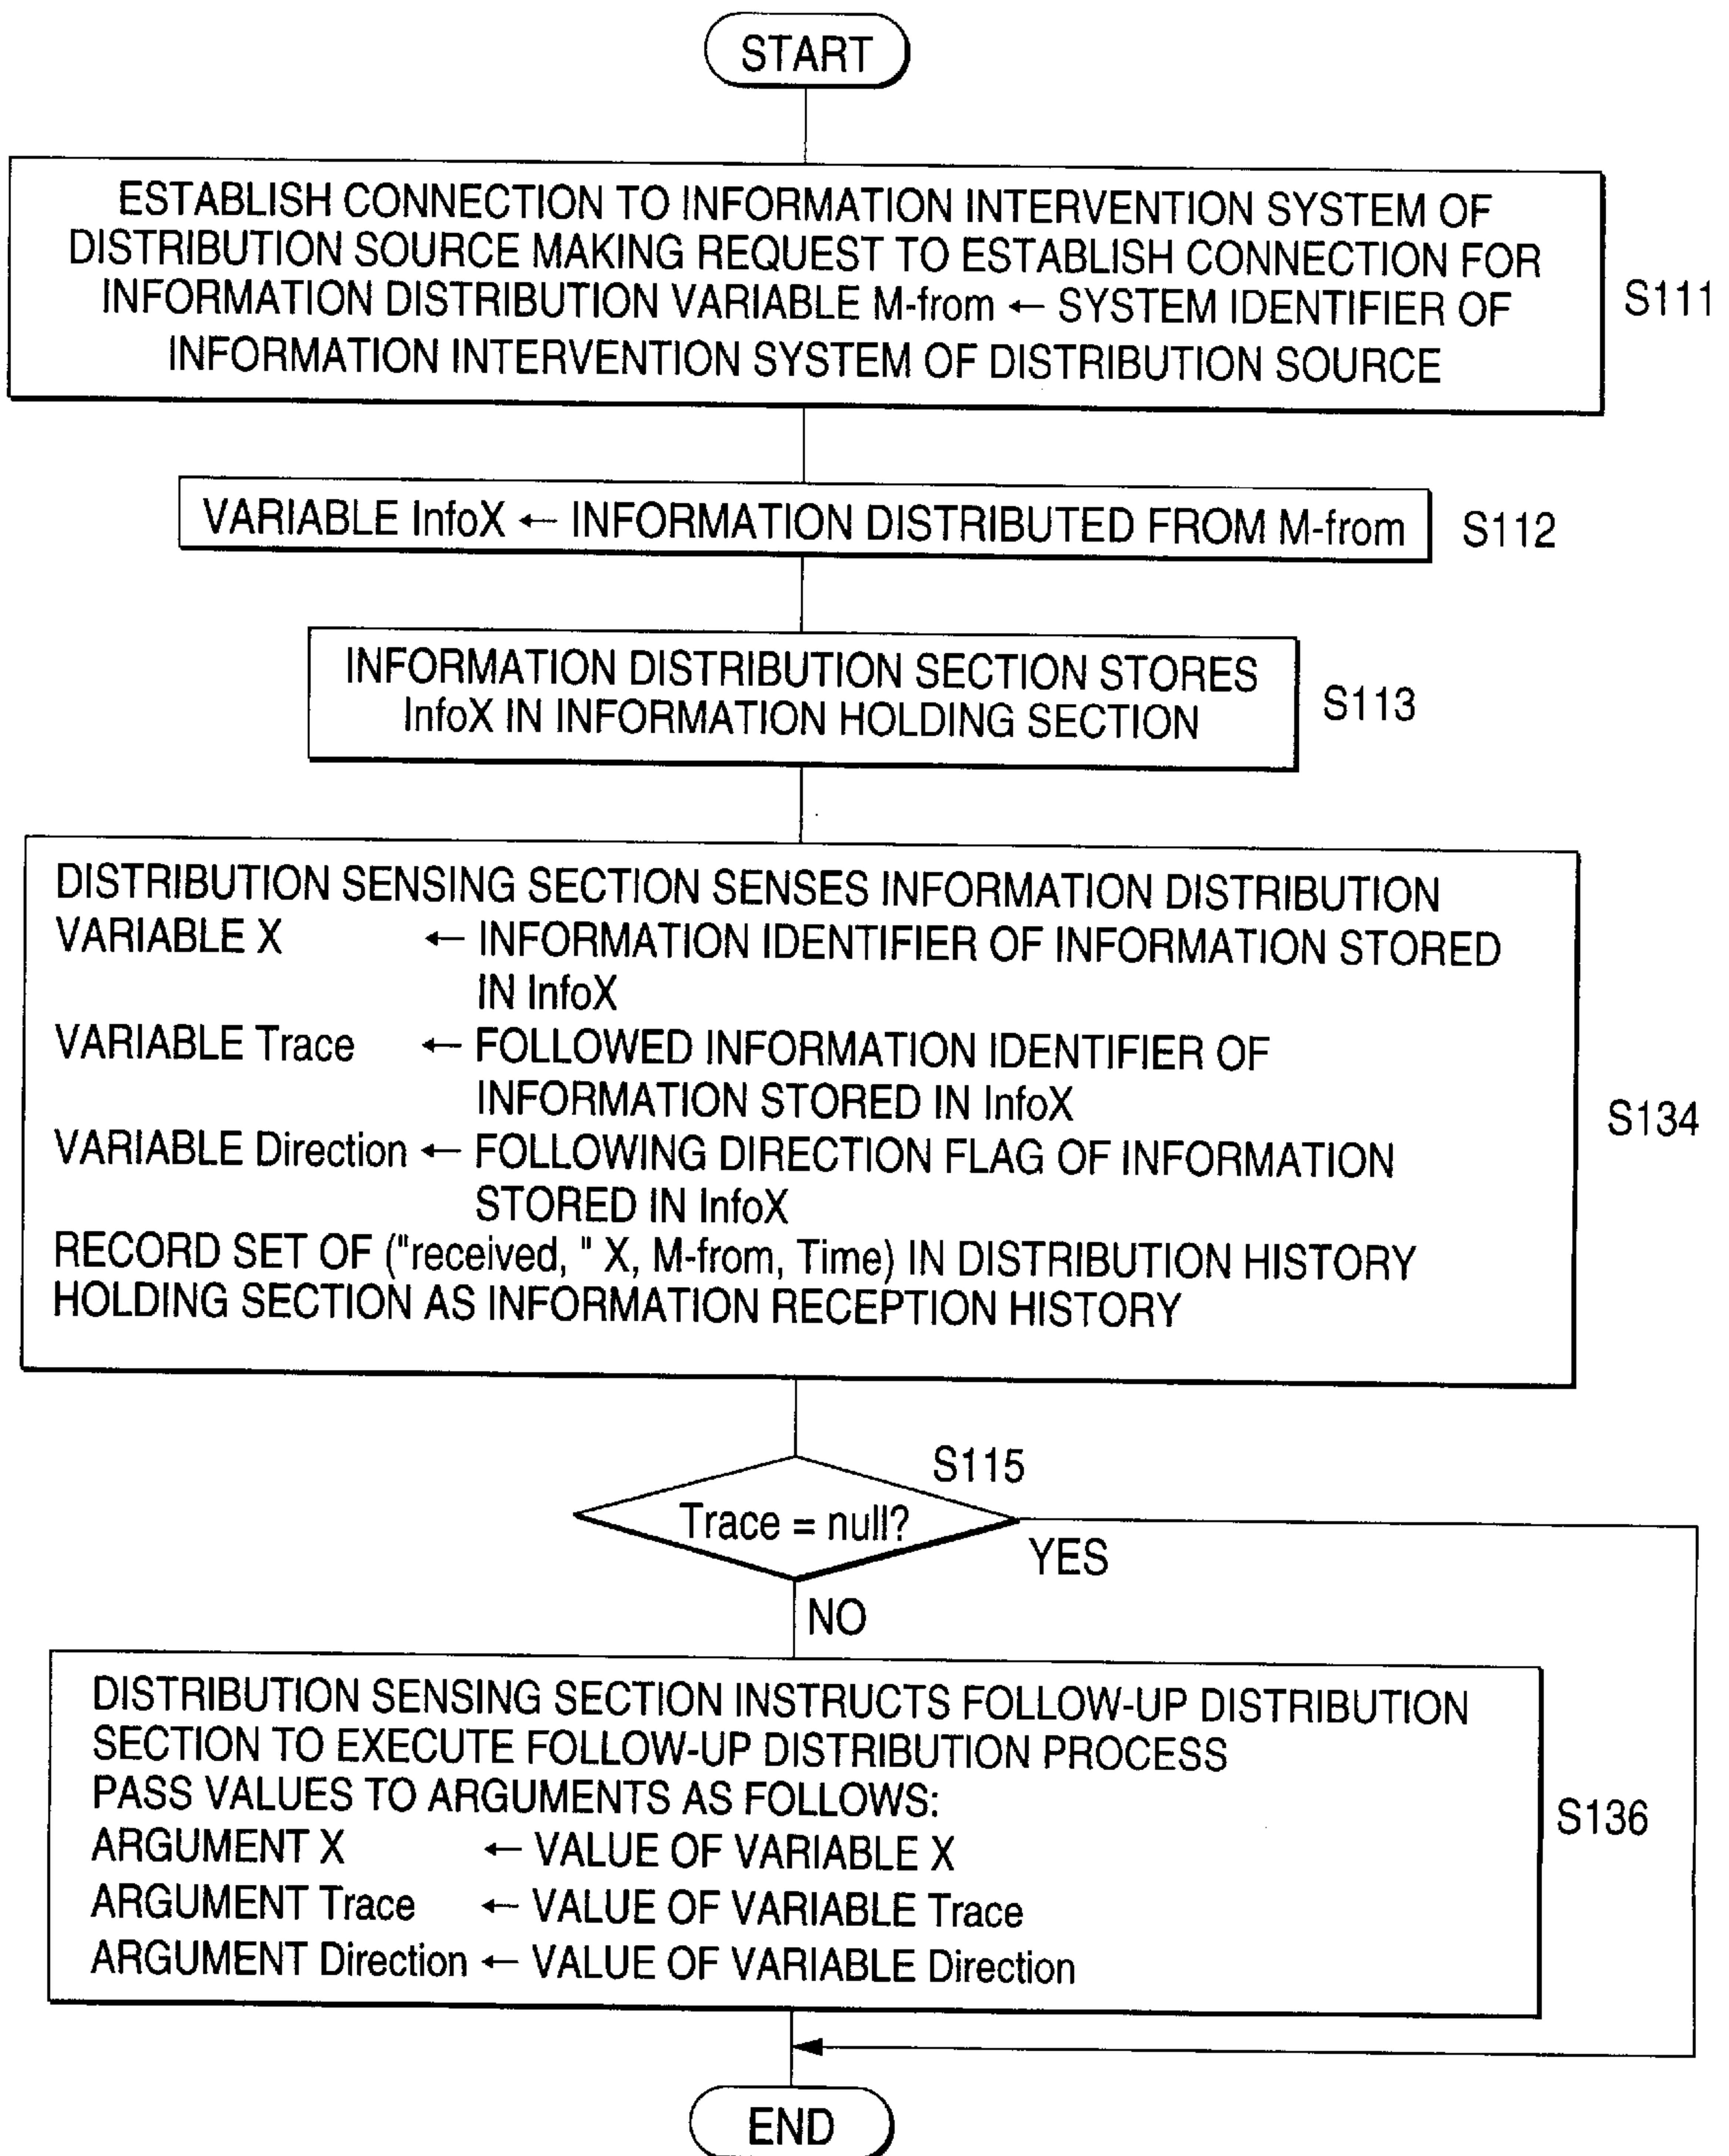 START
ESTABLISH CONNECTION TO INFORMATION INTERVENTION SYSTEM OF
DISTRIBUTION SOURCE MAKING REQUEST TO ESTABLISH CONNECTION FOR
INFORMATION DISTRIBUTION VARIABLE M-from ← SYSTEM IDENTIFIER OF
INFORMATION INTERVENTION SYSTEM OF DISTRIBUTION SOURCE
S111
VARIABLE InfoX ← INFORMATION DISTRIBUTED FROM M-from
S112
INFORMATION DISTRIBUTION SECTION STORES
InfoX IN INFORMATION HOLDING SECTION
S113
DISTRIBUTION SENSING SECTION SENSES INFORMATION DISTRIBUTION
VARIABLE X ← INFORMATION IDENTIFIER OF INFORMATION STORED
IN InfoX
VARIABLE Trace ← FOLLOWED INFORMATION IDENTIFIER OF
INFORMATION STORED IN InfoX
VARIABLE Direction ← FOLLOWING DIRECTION FLAG OF INFORMATION
STORED IN InfoX
RECORD SET OF ("received, " X, M-from, Time) IN DISTRIBUTION HISTORY
HOLDING SECTION AS INFORMATION RECEPTION HISTORY
S134
S115
Trace = null?
YES
NO
DISTRIBUTION SENSING SECTION INSTRUCTS FOLLOW-UP DISTRIBUTION
SECTION TO EXECUTE FOLLOW-UP DISTRIBUTION PROCESS
PASS VALUES TO ARGUMENTS AS FOLLOWS:
ARGUMENT X ← VALUE OF VARIABLE X
ARGUMENT Trace ← VALUE OF VARIABLE Trace
ARGUMENT Direction ← VALUE OF VARIABLE Direction
S136
END